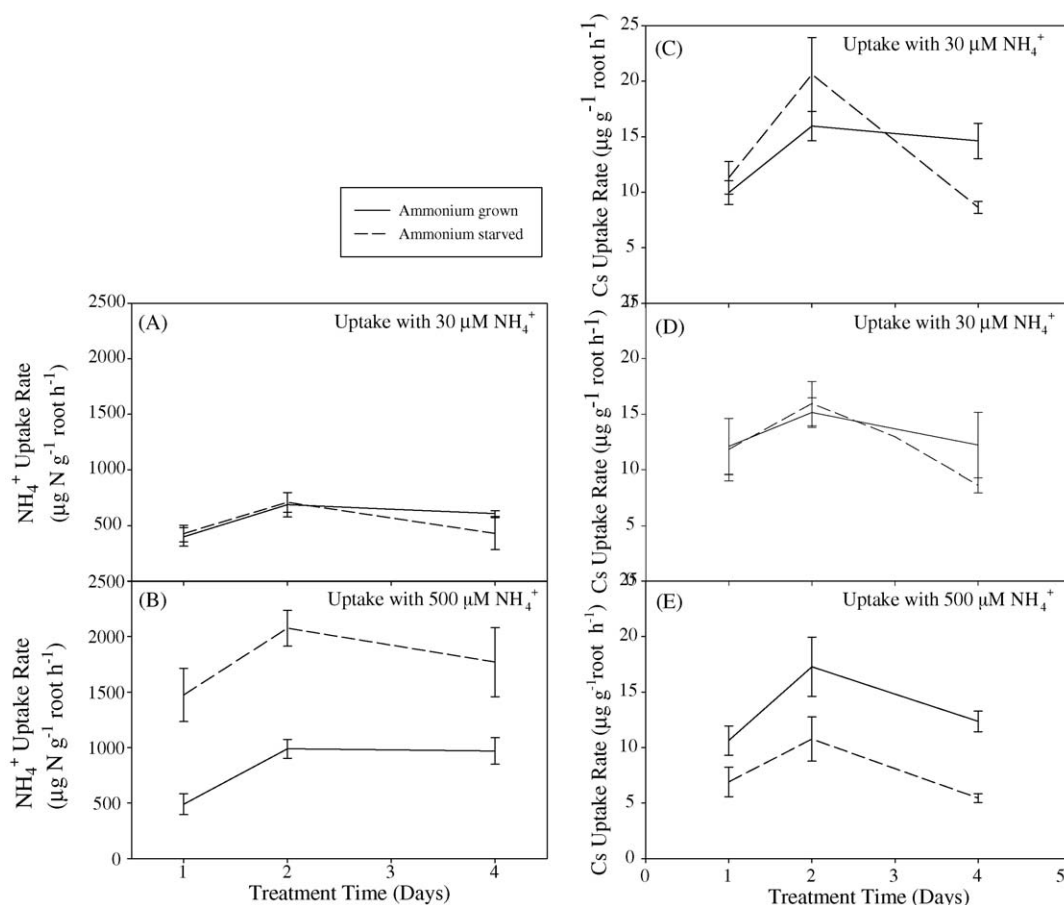 Ammonium grown
Ammonium starved
2500
(A)
Uptake with 30 μM NH₄⁺
2000
1500
1000
500
NH₄⁺ Uptake Rate
(μg N g⁻¹ root h⁻¹)
2500
(B)
Uptake with 500 μM NH₄⁺
2000
1500
1000
500
0
NH₄⁺ Uptake Rate
(μg N g⁻¹ root h⁻¹)
1 2 3 4
Treatment Time (Days)
25
(C)
Uptake with 30 μM NH₄⁺
20
15
10
5
Cs Uptake Rate (μg g⁻¹ root h⁻¹)
(D)
Uptake with 30 μM NH₄⁺
20
15
10
5
Cs Uptake Rate (μg g⁻¹ root h⁻¹)
(E)
Uptake with 500 μM NH₄⁺
20
15
10
5
0
Cs Uptake Rate (μg g⁻¹root h⁻¹)
0 1 2 3 4 5
Treatment Time (Days)